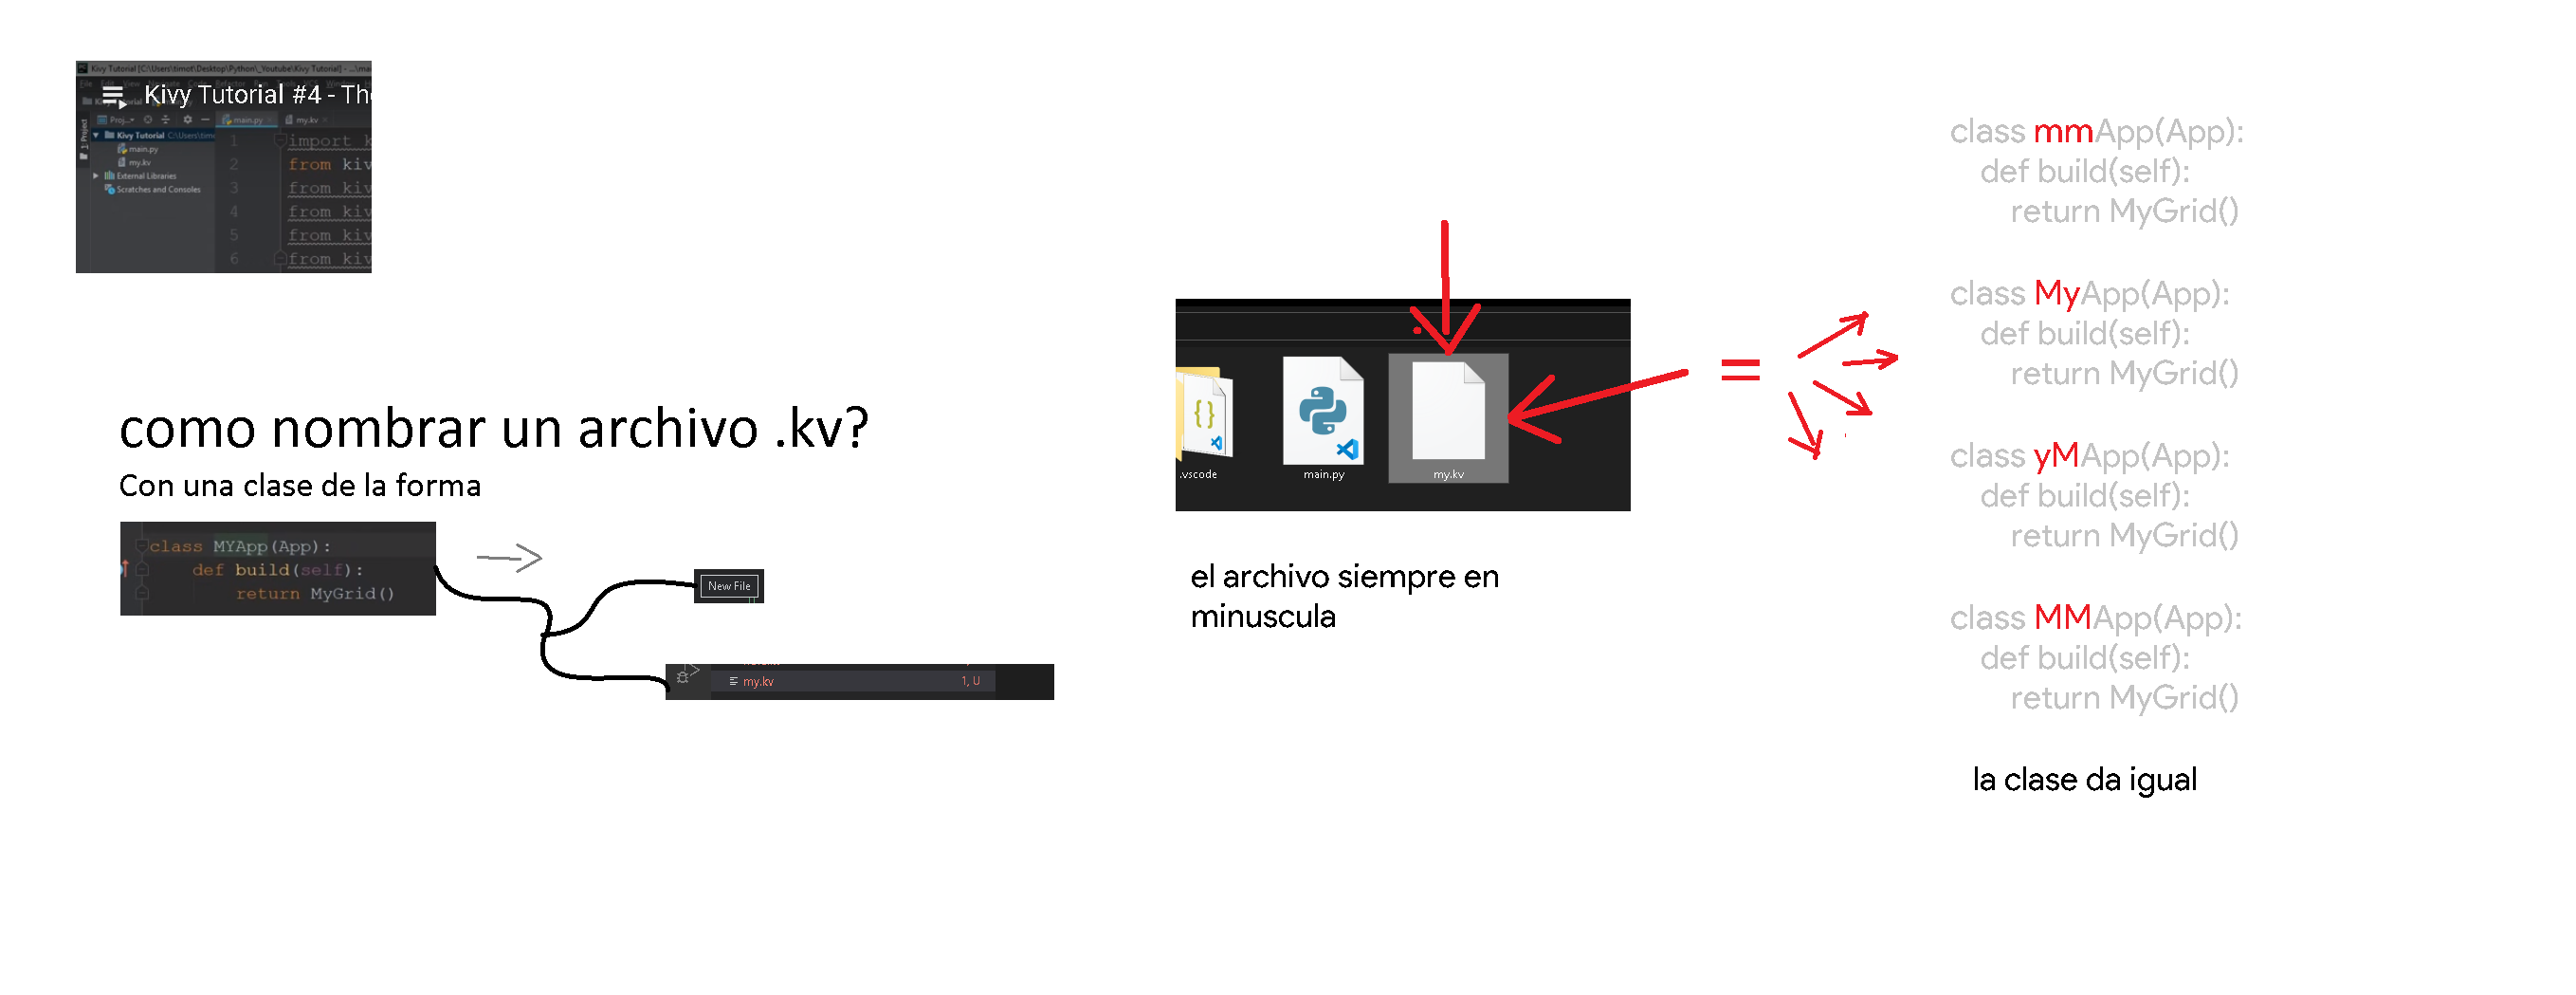 Kivy Tutorial [C:\Users\timot\Desktop\Python\_Youtube\Kivy Tutorial] - ...\ma
Kivy Tutorial #4 - The
Proj... main.py my.kv
1: Project
Kivy Tutorial C:\Users\tim
main.py
my.kv
External Libraries
Scratches and Consoles
1 import k
2 from kiv
3 from kiv
4 from kiv
5 from kiv
6 from kiv
como nombrar un archivo .kv?
Con una clase de la forma
class MYApp(App):
def build(self):
return MyGrid()
New File
my.kv 1, U
.vscode
main.py
my.kv
el archivo siempre en
minuscula
=
class mmApp(App):
def build(self):
return MyGrid()
class MyApp(App):
def build(self):
return MyGrid()
class yMApp(App):
def build(self):
return MyGrid()
class MMApp(App):
def build(self):
return MyGrid()
la clase da igual